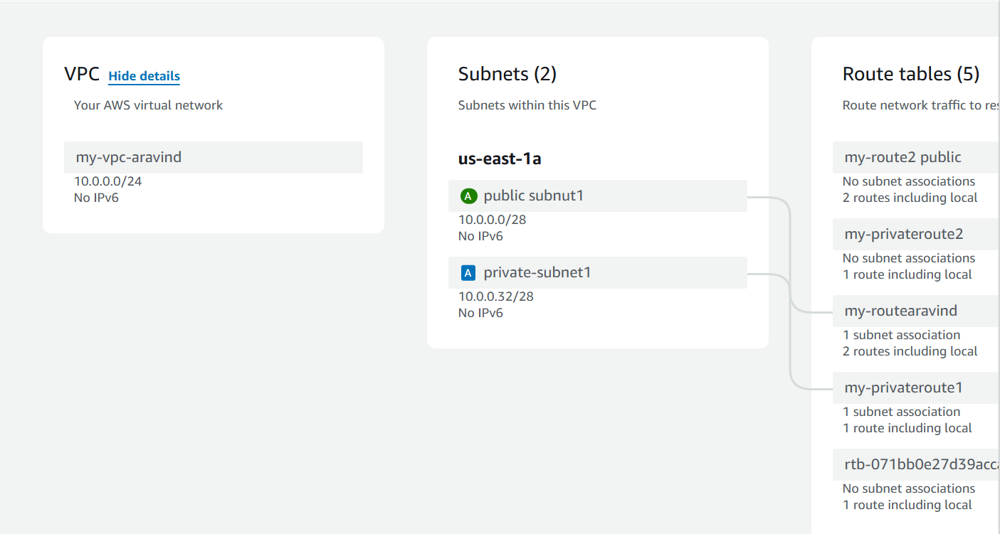 VPC Hide details
Your AWS virtual network
my-vpc-aravind
10.0.0.0/24
No IPv6
Subnets (2)
Subnets within this VPC
us-east-1a
A public subnut1
10.0.0.0/28
No IPv6
A private-subnet1
10.0.0.32/28
No IPv6
Route tables (5)
Route network traffic to
my-route2 public
No subnet associations
2 routes including local
my-privateroute2
No subnet associations
1 route including local
my-routearavind
1 subnet association
2 routes including local
my-privateroute1
1 subnet association
1 route including local
rtb-071bb0e27d39acc
No subnet associations
1 route including local